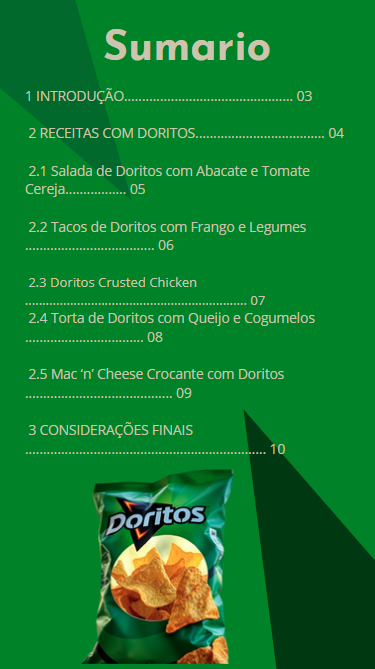 Sumario
1 INTRODUÇÃO............................................... 03
2 RECEITAS COM DORITOS.................................... 04
2.1 Salada de Doritos com Abacate e Tomate
Cereja................. 05
2.2 Tacos de Doritos com Frango e Legumes
.................................... 06
2.3 Doritos Crusted Chicken
.............................................................. 07
2.4 Torta de Doritos com Queijo e Cogumelos
................................. 08
2.5 Mac ‘n’ Cheese Crocante com Doritos
......................................... 09
3 CONSIDERAÇÕES FINAIS
................................................................... 10
Doritos